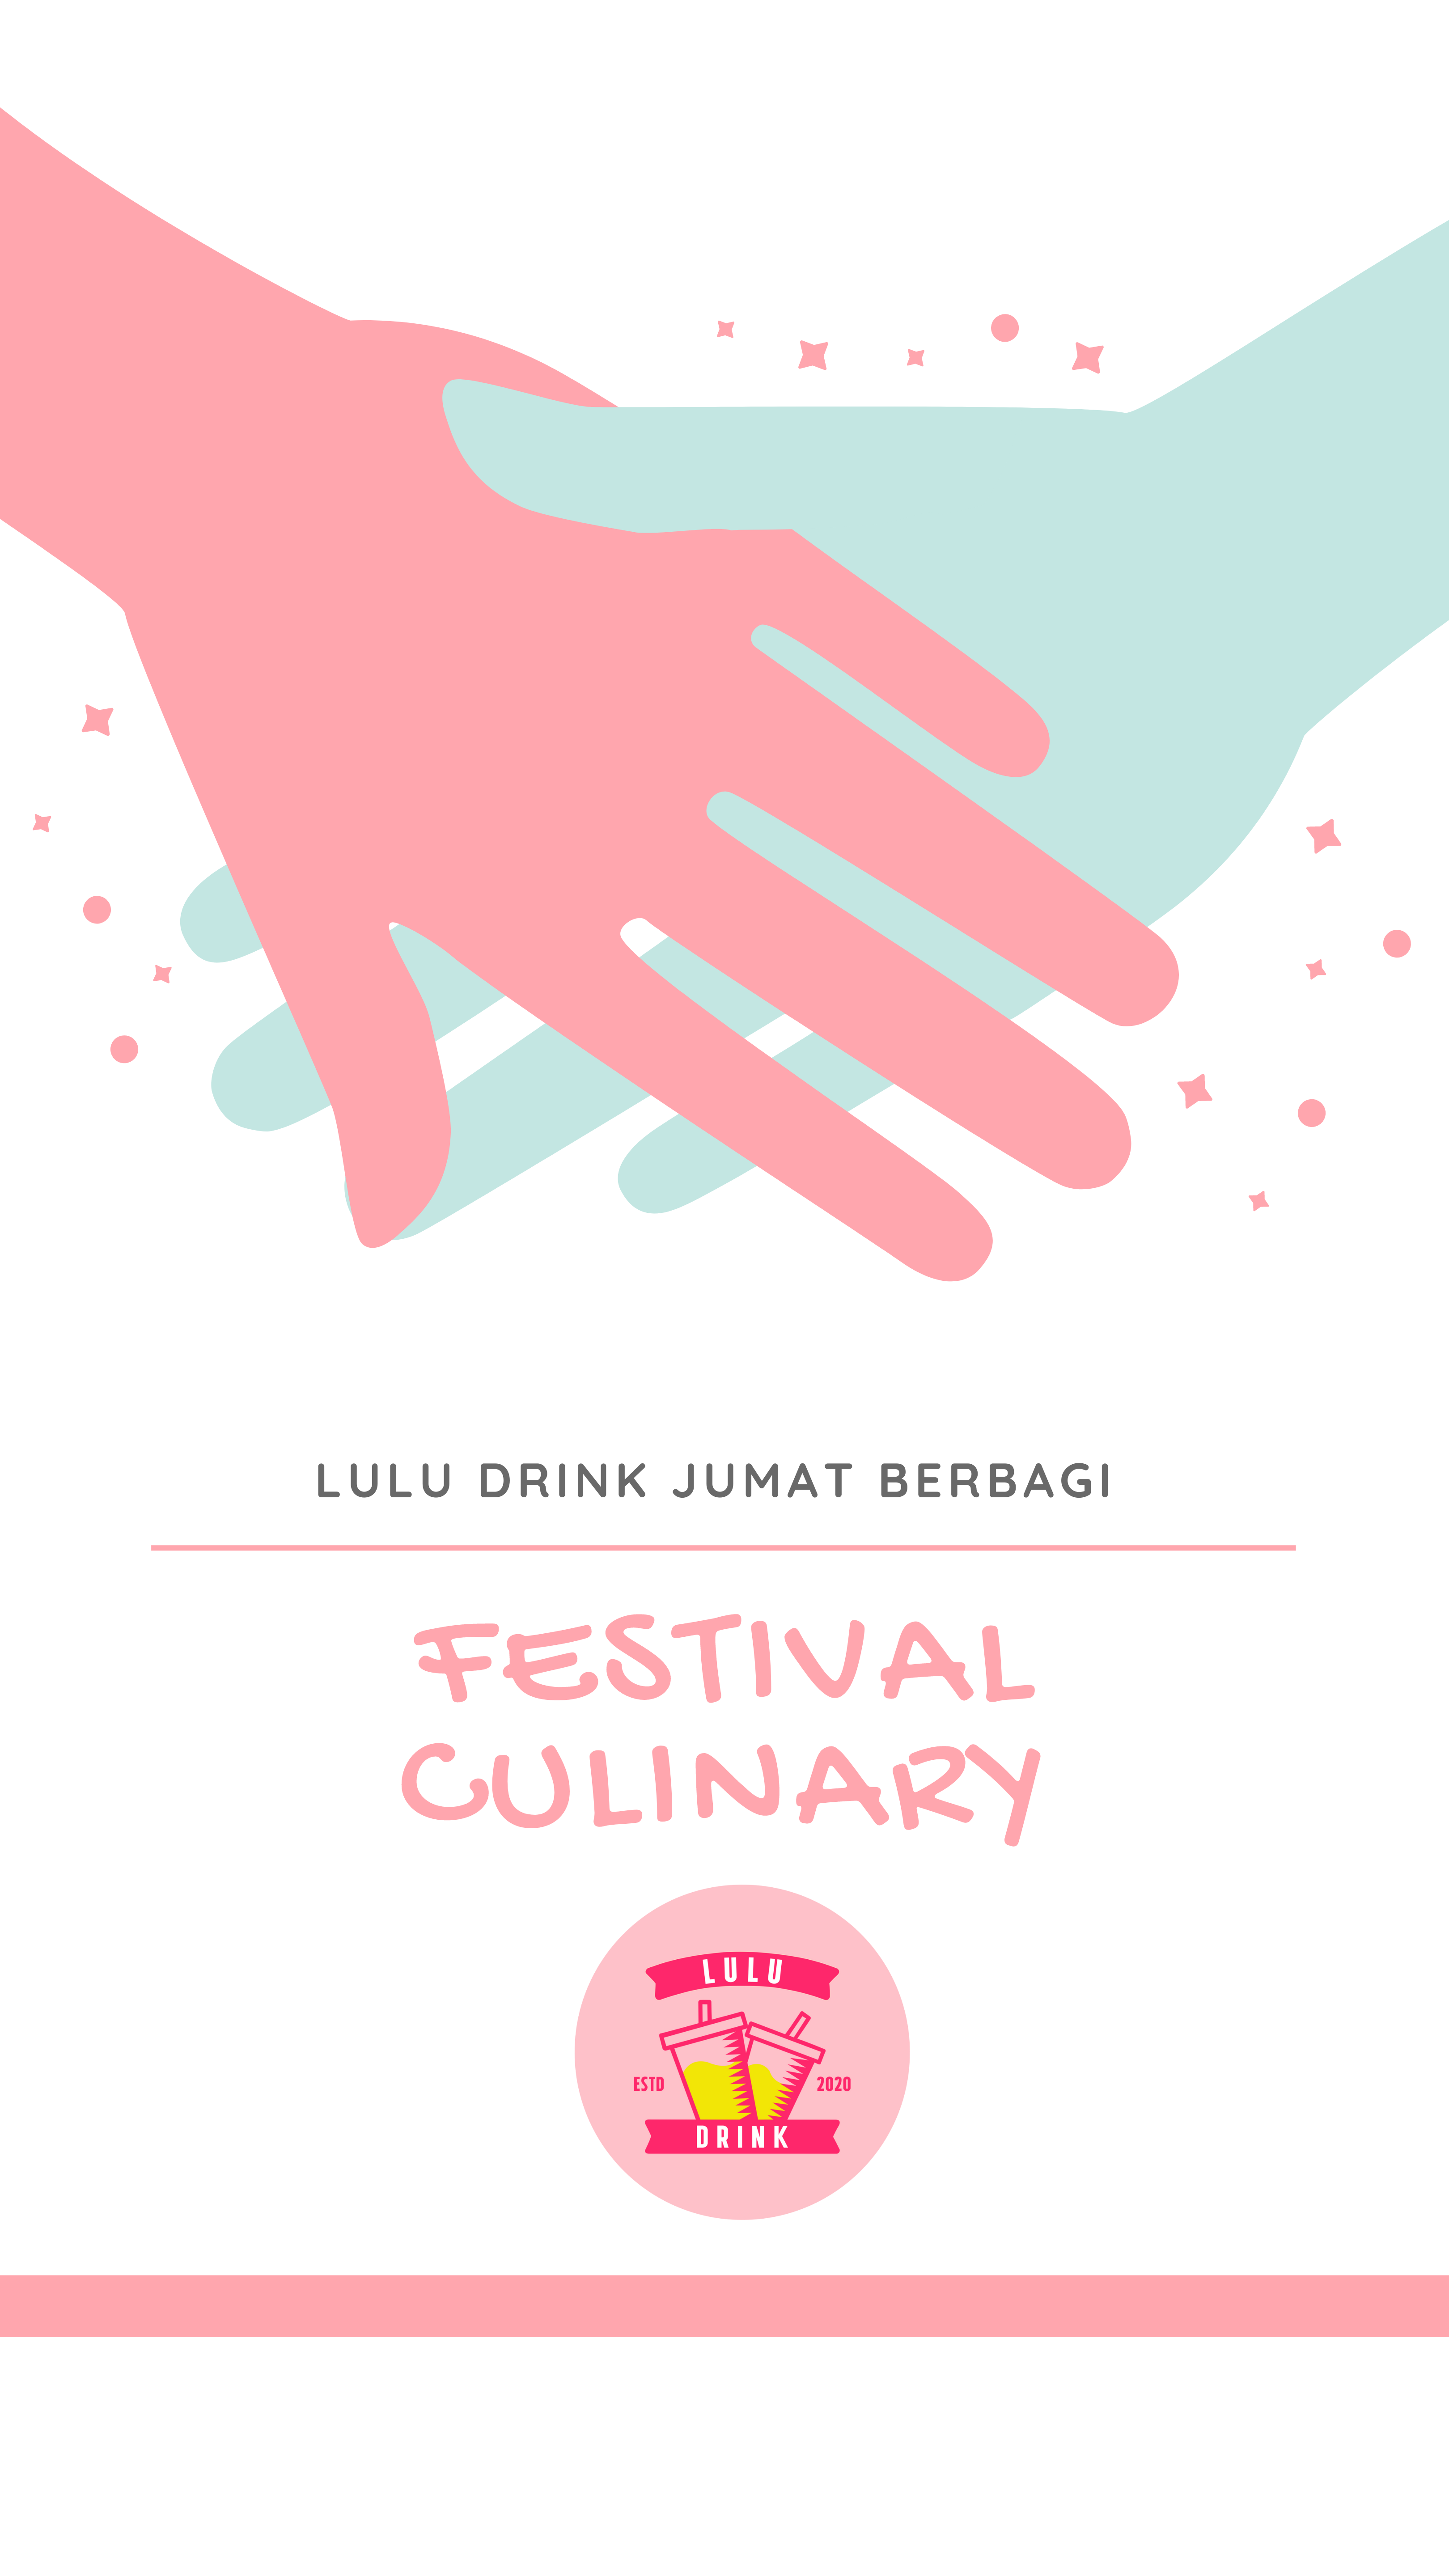 LULU DRINK JUMAT BERBAGI
FESTIVAL
CULINARY
LULU
ESTD 2020
DRINK